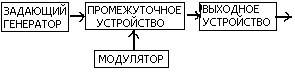 ЗАДАЮЩИЙ
ГЕНЕРАТОР
ПРОМЕЖУТОЧНОЕ
УСТРОЙСТВО
ВЫХОДНОЕ
УСТРОЙСТВО
МОДУЛЯТОР